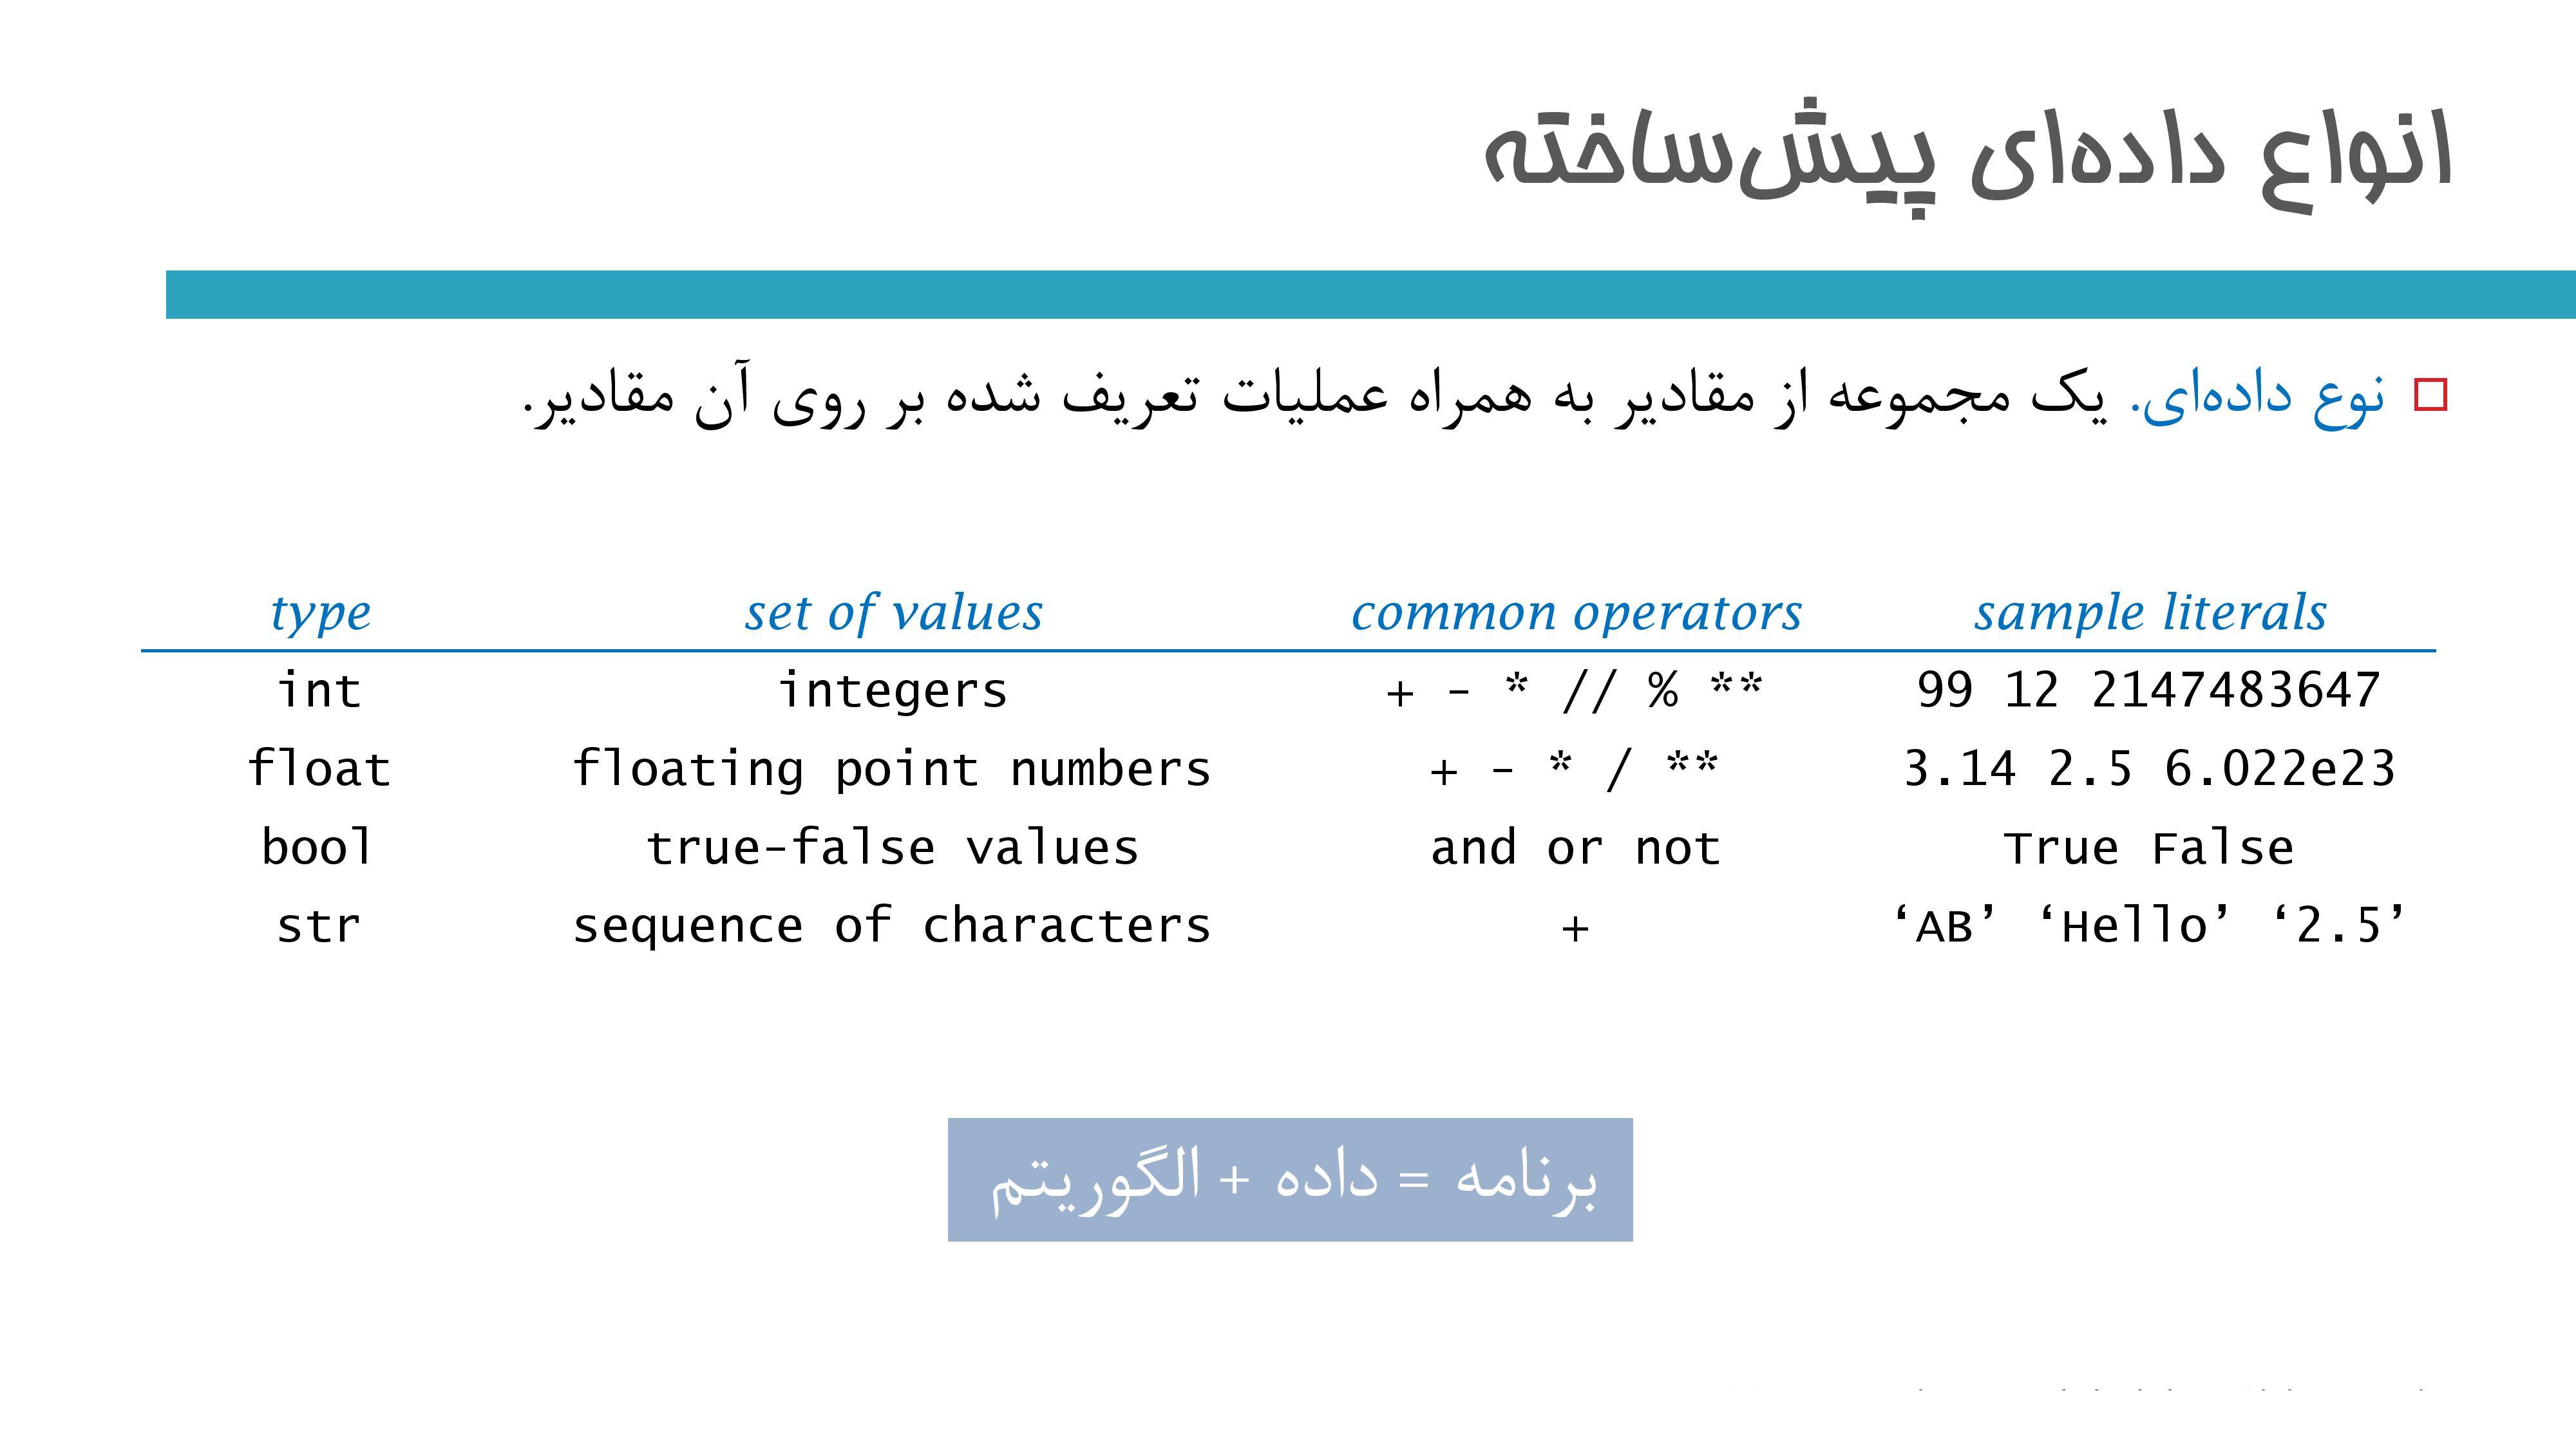 انواع داده‌ای پیش‌ساخته
نوع داده‌ای. یک مجموعه از مقادیر به همراه عملیات تعریف شده بر روی آن مقادیر.
type set of values common operators sample literals
int integers + - * // % ** 99 12 2147483647
float floating point numbers + - * / ** 3.14 2.5 6.022e23
bool true-false values and or not True False
str sequence of characters + ‘AB’ ‘Hello’ ‘2.5’
برنامه = داده + الگوریتم